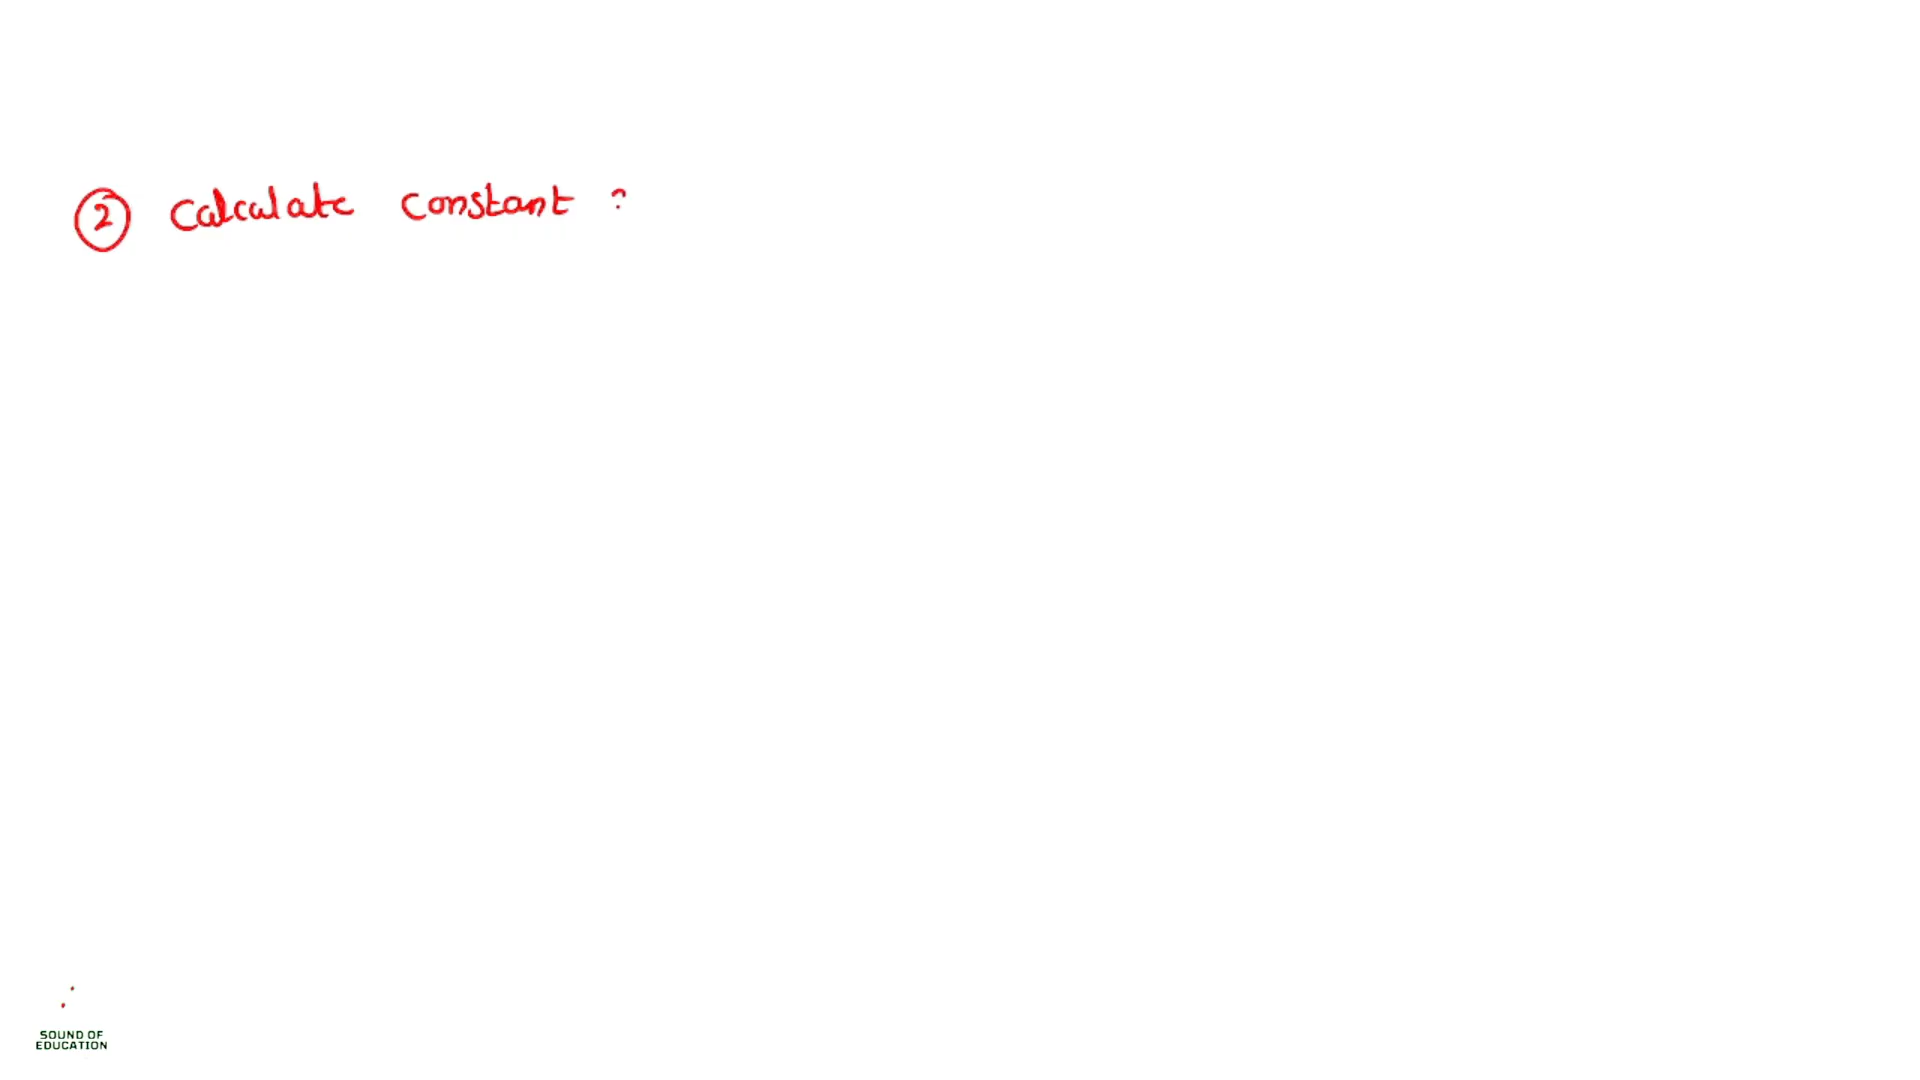 ② Calculate constant ?
SOUND OF
EDUCATION